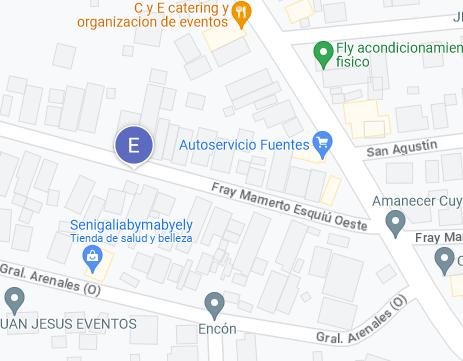 C y E catering y
organizacion de eventos
JI
Fly acondicionamien
fisico
E
Autoservicio Fuentes
San Agustín
Fray Mamerto Esquiú Oeste
Amanecer Cuy
Fray Mam
Senigaliabymabyely
Tienda de salud y belleza
C
Gral. Arenales (O)
UAN JESUS EVENTOS
Encón
Gral. Arenales (O)